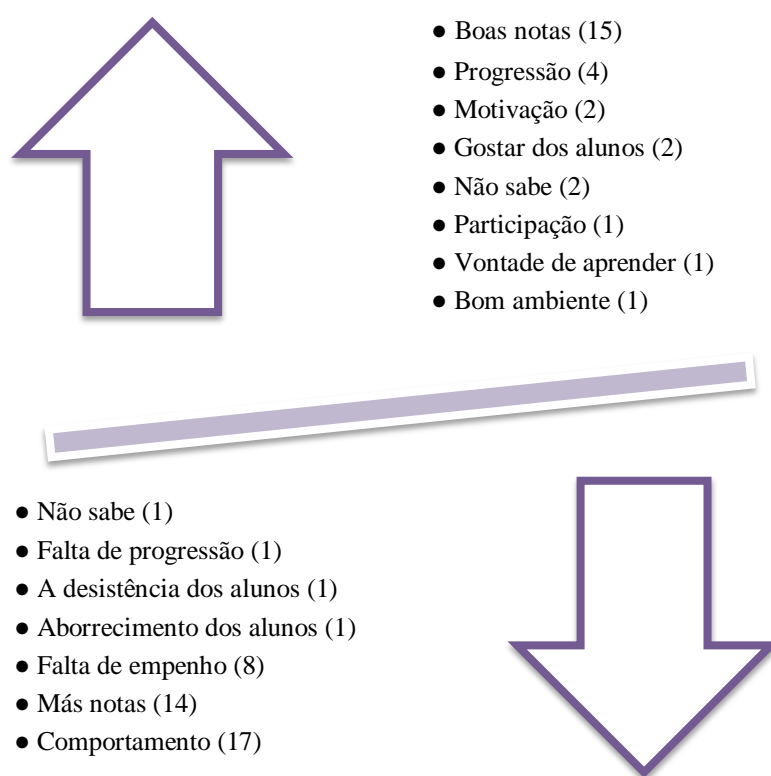 ● Boas notas (15)
● Progressão (4)
● Motivação (2)
● Gostar dos alunos (2)
● Não sabe (2)
● Participação (1)
● Vontade de aprender (1)
● Bom ambiente (1)
● Não sabe (1)
● Falta de progressão (1)
● A desistência dos alunos (1)
● Aborrecimento dos alunos (1)
● Falta de empenho (8)
● Más notas (14)
● Comportamento (17)